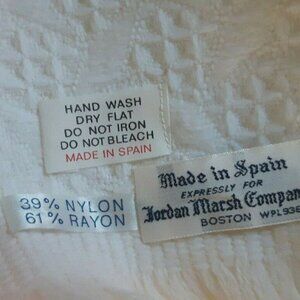 HAND WASH
DRY FLAT
DO NOT IRON
DO NOT BLEACH
MADE IN SPAIN
39% NYLON
61% RAYON
Made in Spain
EXPRESSLY FOR
Jordan Marsh Company
BOSTON